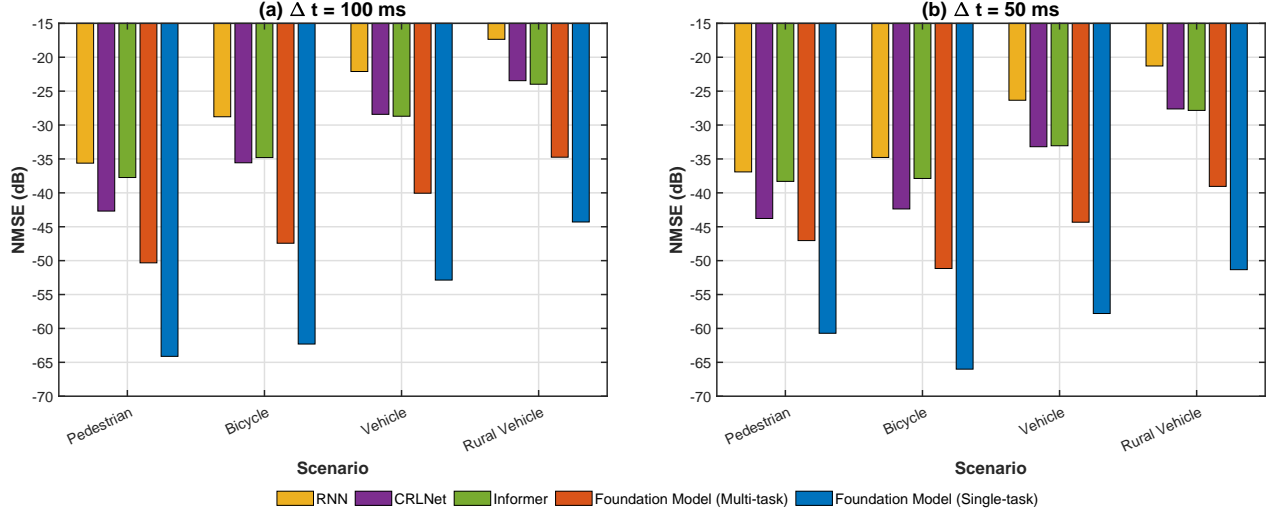 (a) Δ t = 100 ms
-15
-20
-25
-30
-35
-40
-45
-50
-55
-60
-65
-70
NMSE (dB)
Pedestrian
Bicycle
Vehicle
Rural Vehicle
Scenario
(b) Δ t = 50 ms
-15
-20
-25
-30
-35
-40
-45
-50
-55
-60
-65
-70
NMSE (dB)
Pedestrian
Bicycle
Vehicle
Rural Vehicle
Scenario
RNN CRLNet Informer Foundation Model (Multi-task) Foundation Model (Single-task)